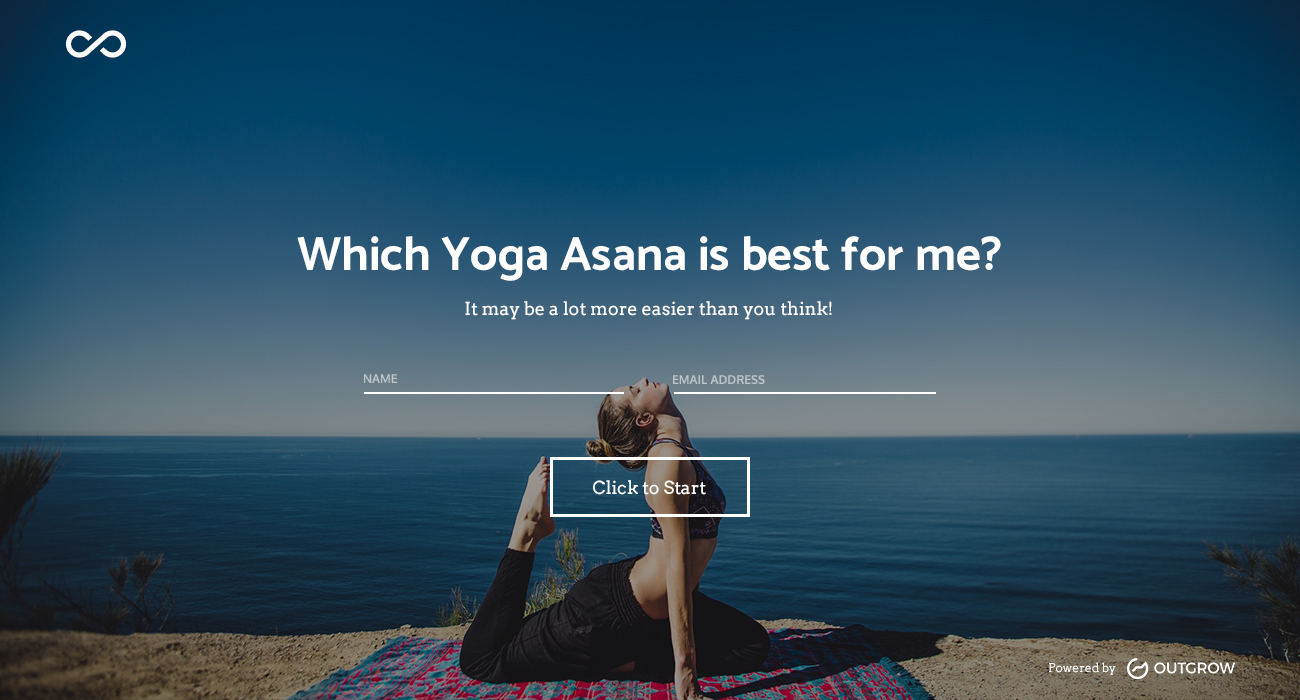 Which Yoga Asana is best for me?
It may be a lot more easier than you think!
NAME
EMAIL ADDRESS
Click to Start
Powered by OUTGROW